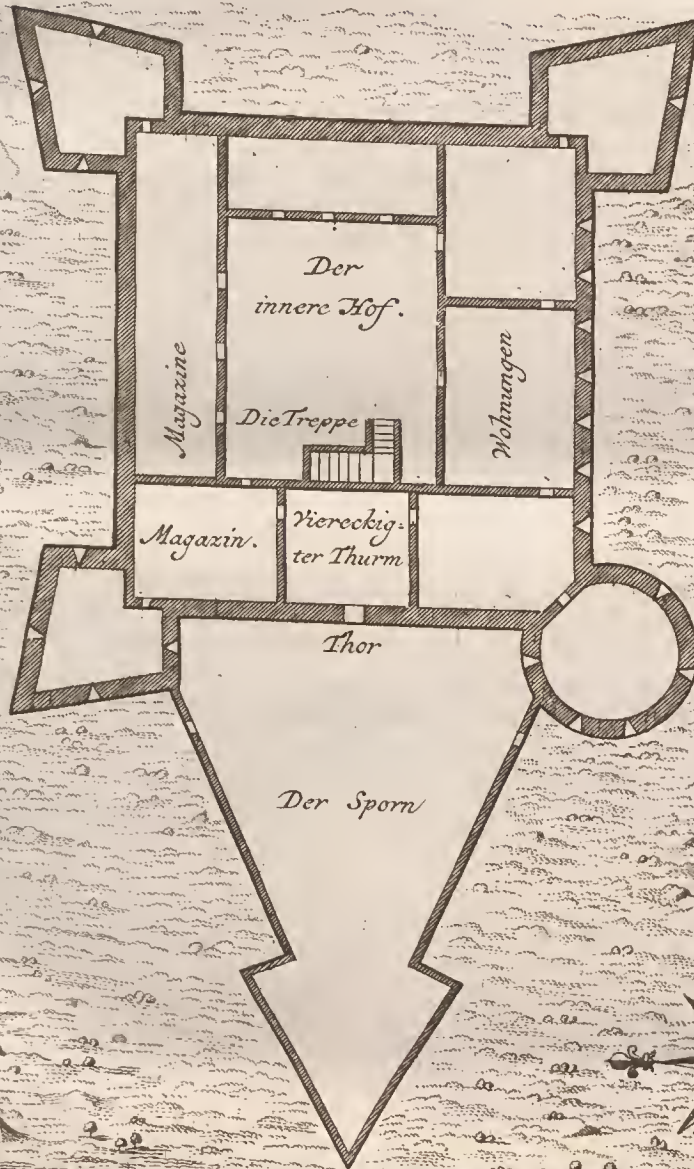 Der
innere Hof.
Magazine
Wohnungen
Die Treppe
Magazin.
Viereckig=
ter Thurm
Thor
Der Sporn